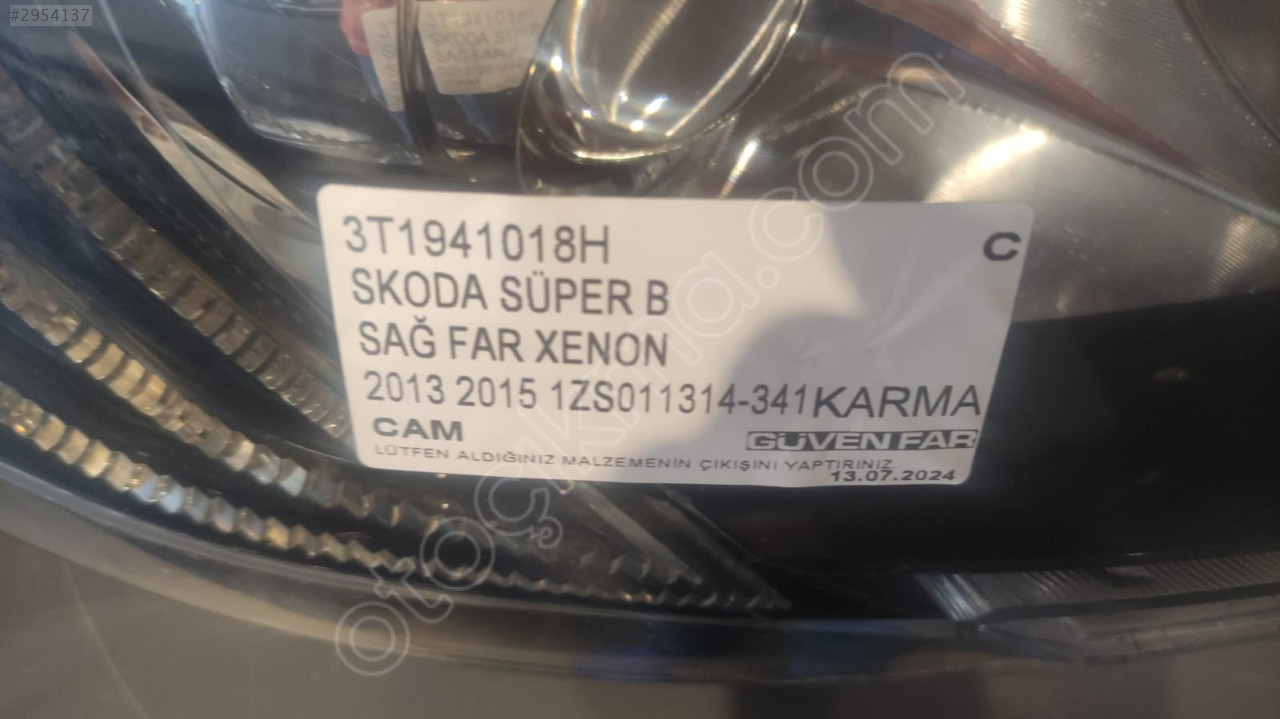 #2954137
3T1941018H
C
SKODA SÜPER B
SAĞ FAR XENON
2013 2015 1ZS011314-341KARMA
CAM
GÜVEN FAR
LÜTFEN ALDIĞINIZ MALZEMENİN ÇIKIŞINI YAPTIRINIZ.
13.07.2024
otoçıkma.com